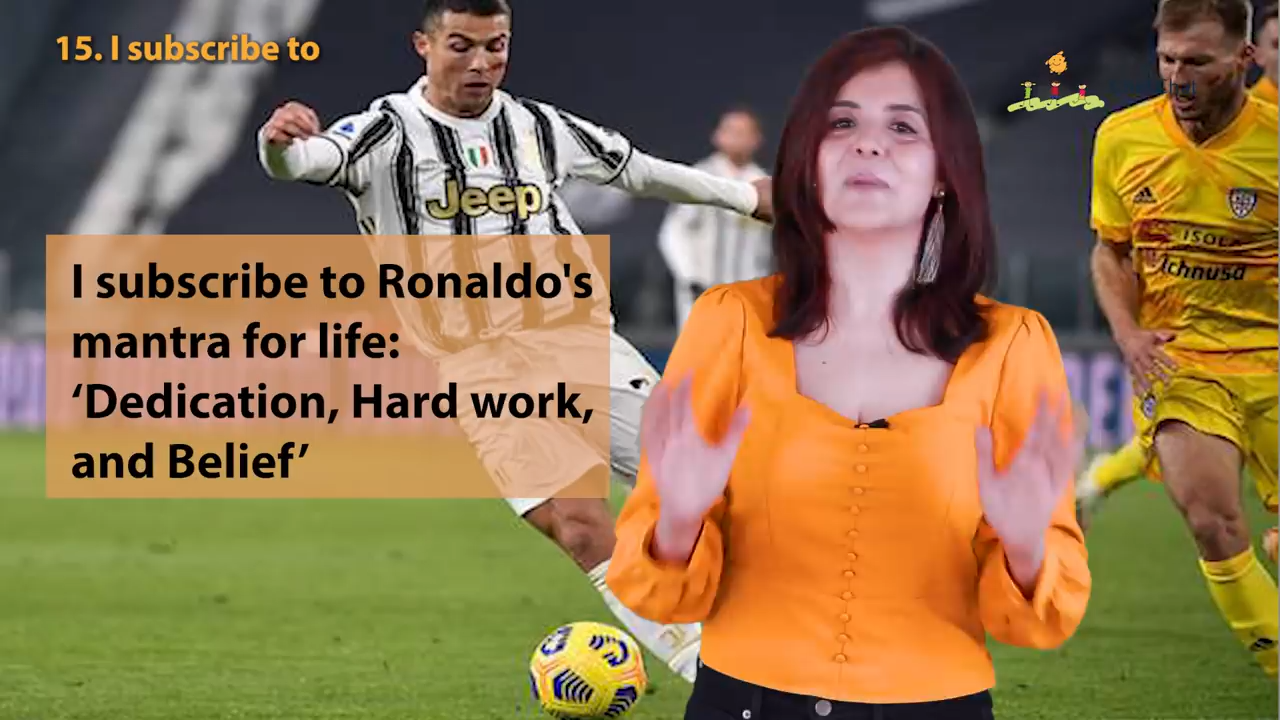 15. I subscribe to
I subscribe to Ronaldo's
mantra for life:
‘Dedication, Hard work,
and Belief’
Jeep
ISOLA
Ichnusa